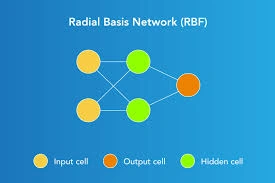 Radial Basis Network (RBF)
Input cell
Output cell
Hidden cell